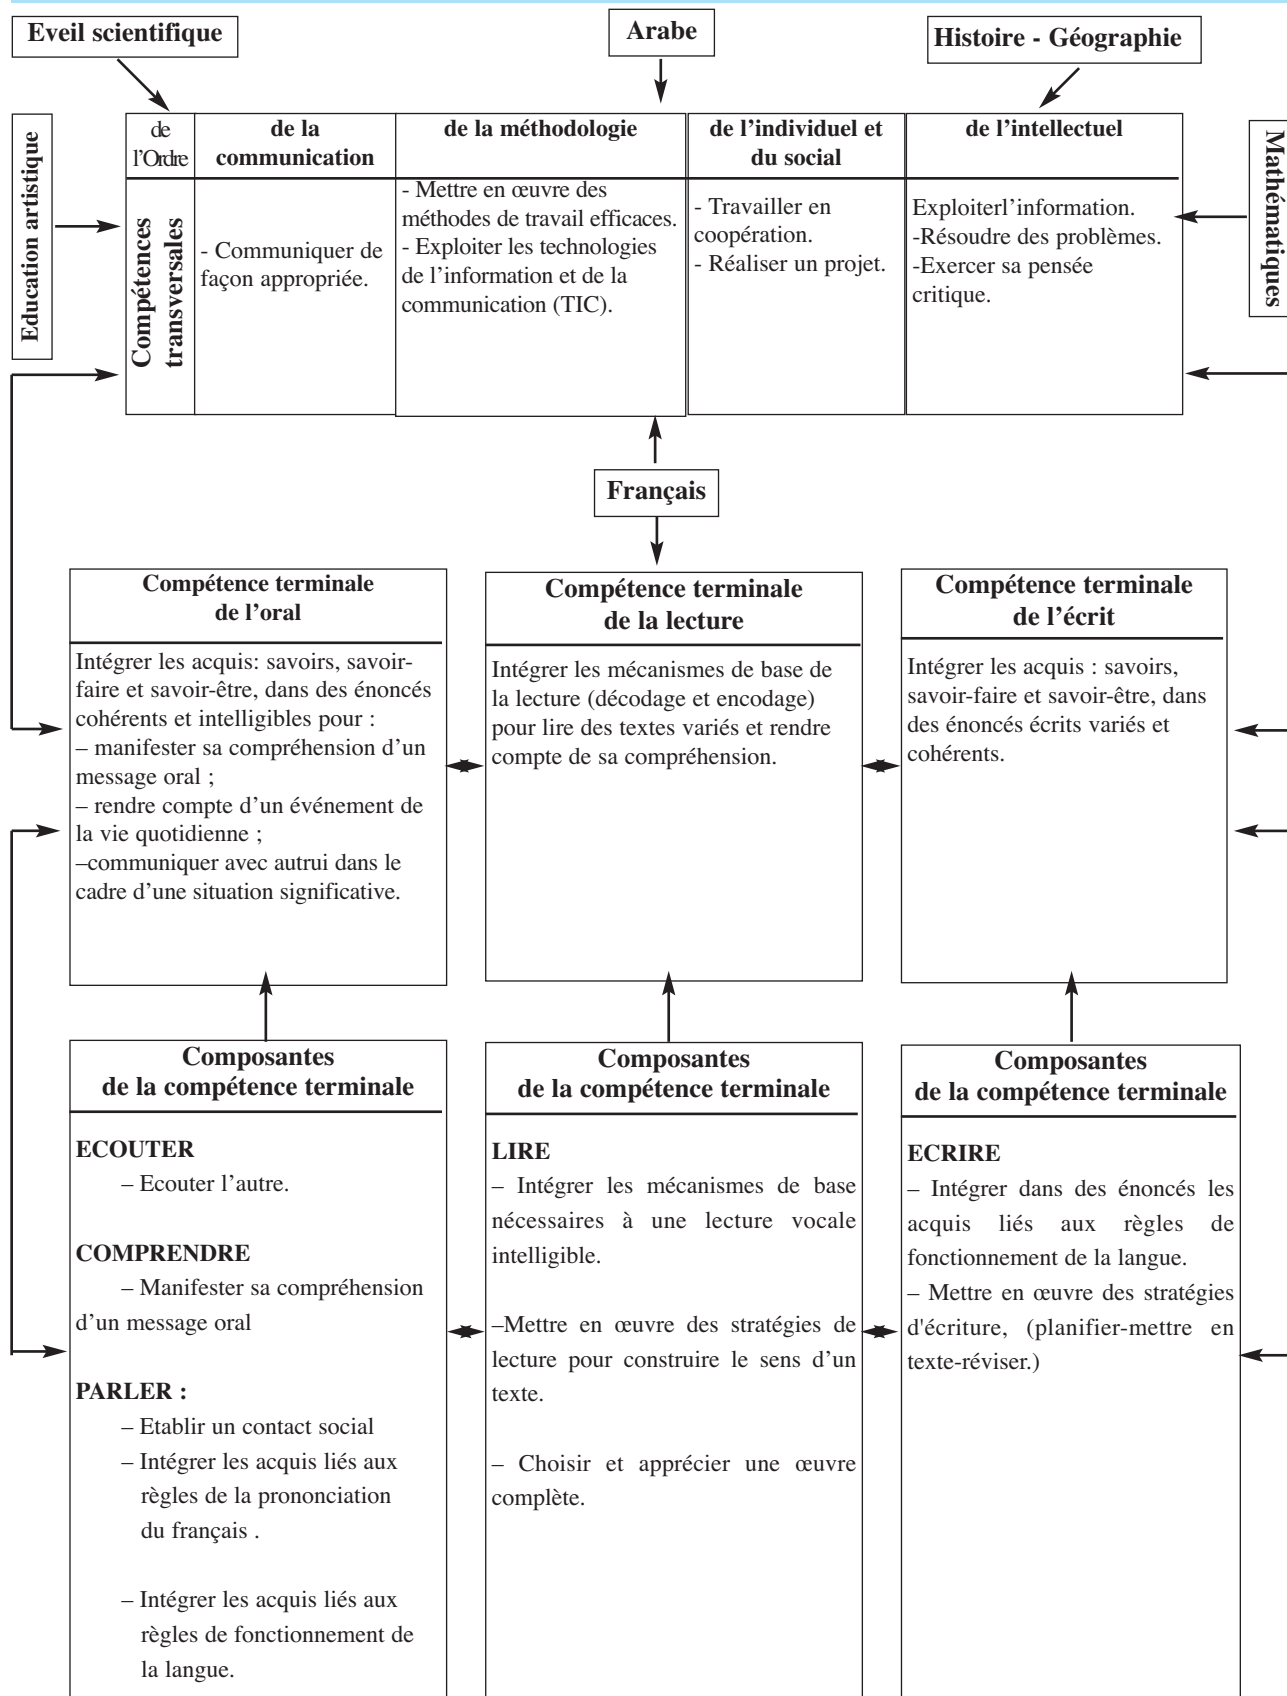 Eveil scientifique
Arabe
Histoire - Géographie
Education artistique
Mathématiques
de
l'Ordre
de la
communication
de la méthodologie
de l'individuel et
du social
de l'intellectuel
Compétences
transversales
- Communiquer de
façon appropriée.
- Mettre en œuvre des
méthodes de travail efficaces.
- Exploiter les technologies
de l'information et de la
communication (TIC).
- Travailler en
coopération.
- Réaliser un projet.
Exploiterl'information.
-Résoudre des problèmes.
-Exercer sa pensée
critique.
Français
Compétence terminale
de l'oral
Intégrer les acquis: savoirs, savoir-
faire et savoir-être, dans des énoncés
cohérents et intelligibles pour :
– manifester sa compréhension d'un
message oral ;
– rendre compte d'un événement de
la vie quotidienne ;
–communiquer avec autrui dans le
cadre d'une situation significative.
Compétence terminale
de la lecture
Intégrer les mécanismes de base de
la lecture (décodage et encodage)
pour lire des textes variés et rendre
compte de sa compréhension.
Compétence terminale
de l'écrit
Intégrer les acquis : savoirs,
savoir-faire et savoir-être, dans
des énoncés écrits variés et
cohérents.
Composantes
de la compétence terminale
ECOUTER
– Ecouter l'autre.
COMPRENDRE
– Manifester sa compréhension
d'un message oral
PARLER :
– Etablir un contact social
– Intégrer les acquis liés aux
règles de la prononciation
du français .
– Intégrer les acquis liés aux
règles de fonctionnement de
la langue.
Composantes
de la compétence terminale
LIRE
– Intégrer les mécanismes de base
nécessaires à une lecture vocale
intelligible.
–Mettre en œuvre des stratégies de
lecture pour construire le sens d'un
texte.
– Choisir et apprécier une œuvre
complète.
Composantes
de la compétence terminale
ECRIRE
– Intégrer dans des énoncés les
acquis liés aux règles de
fonctionnement de la langue.
– Mettre en œuvre des stratégies
d'écriture, (planifier-mettre en
texte-réviser.)